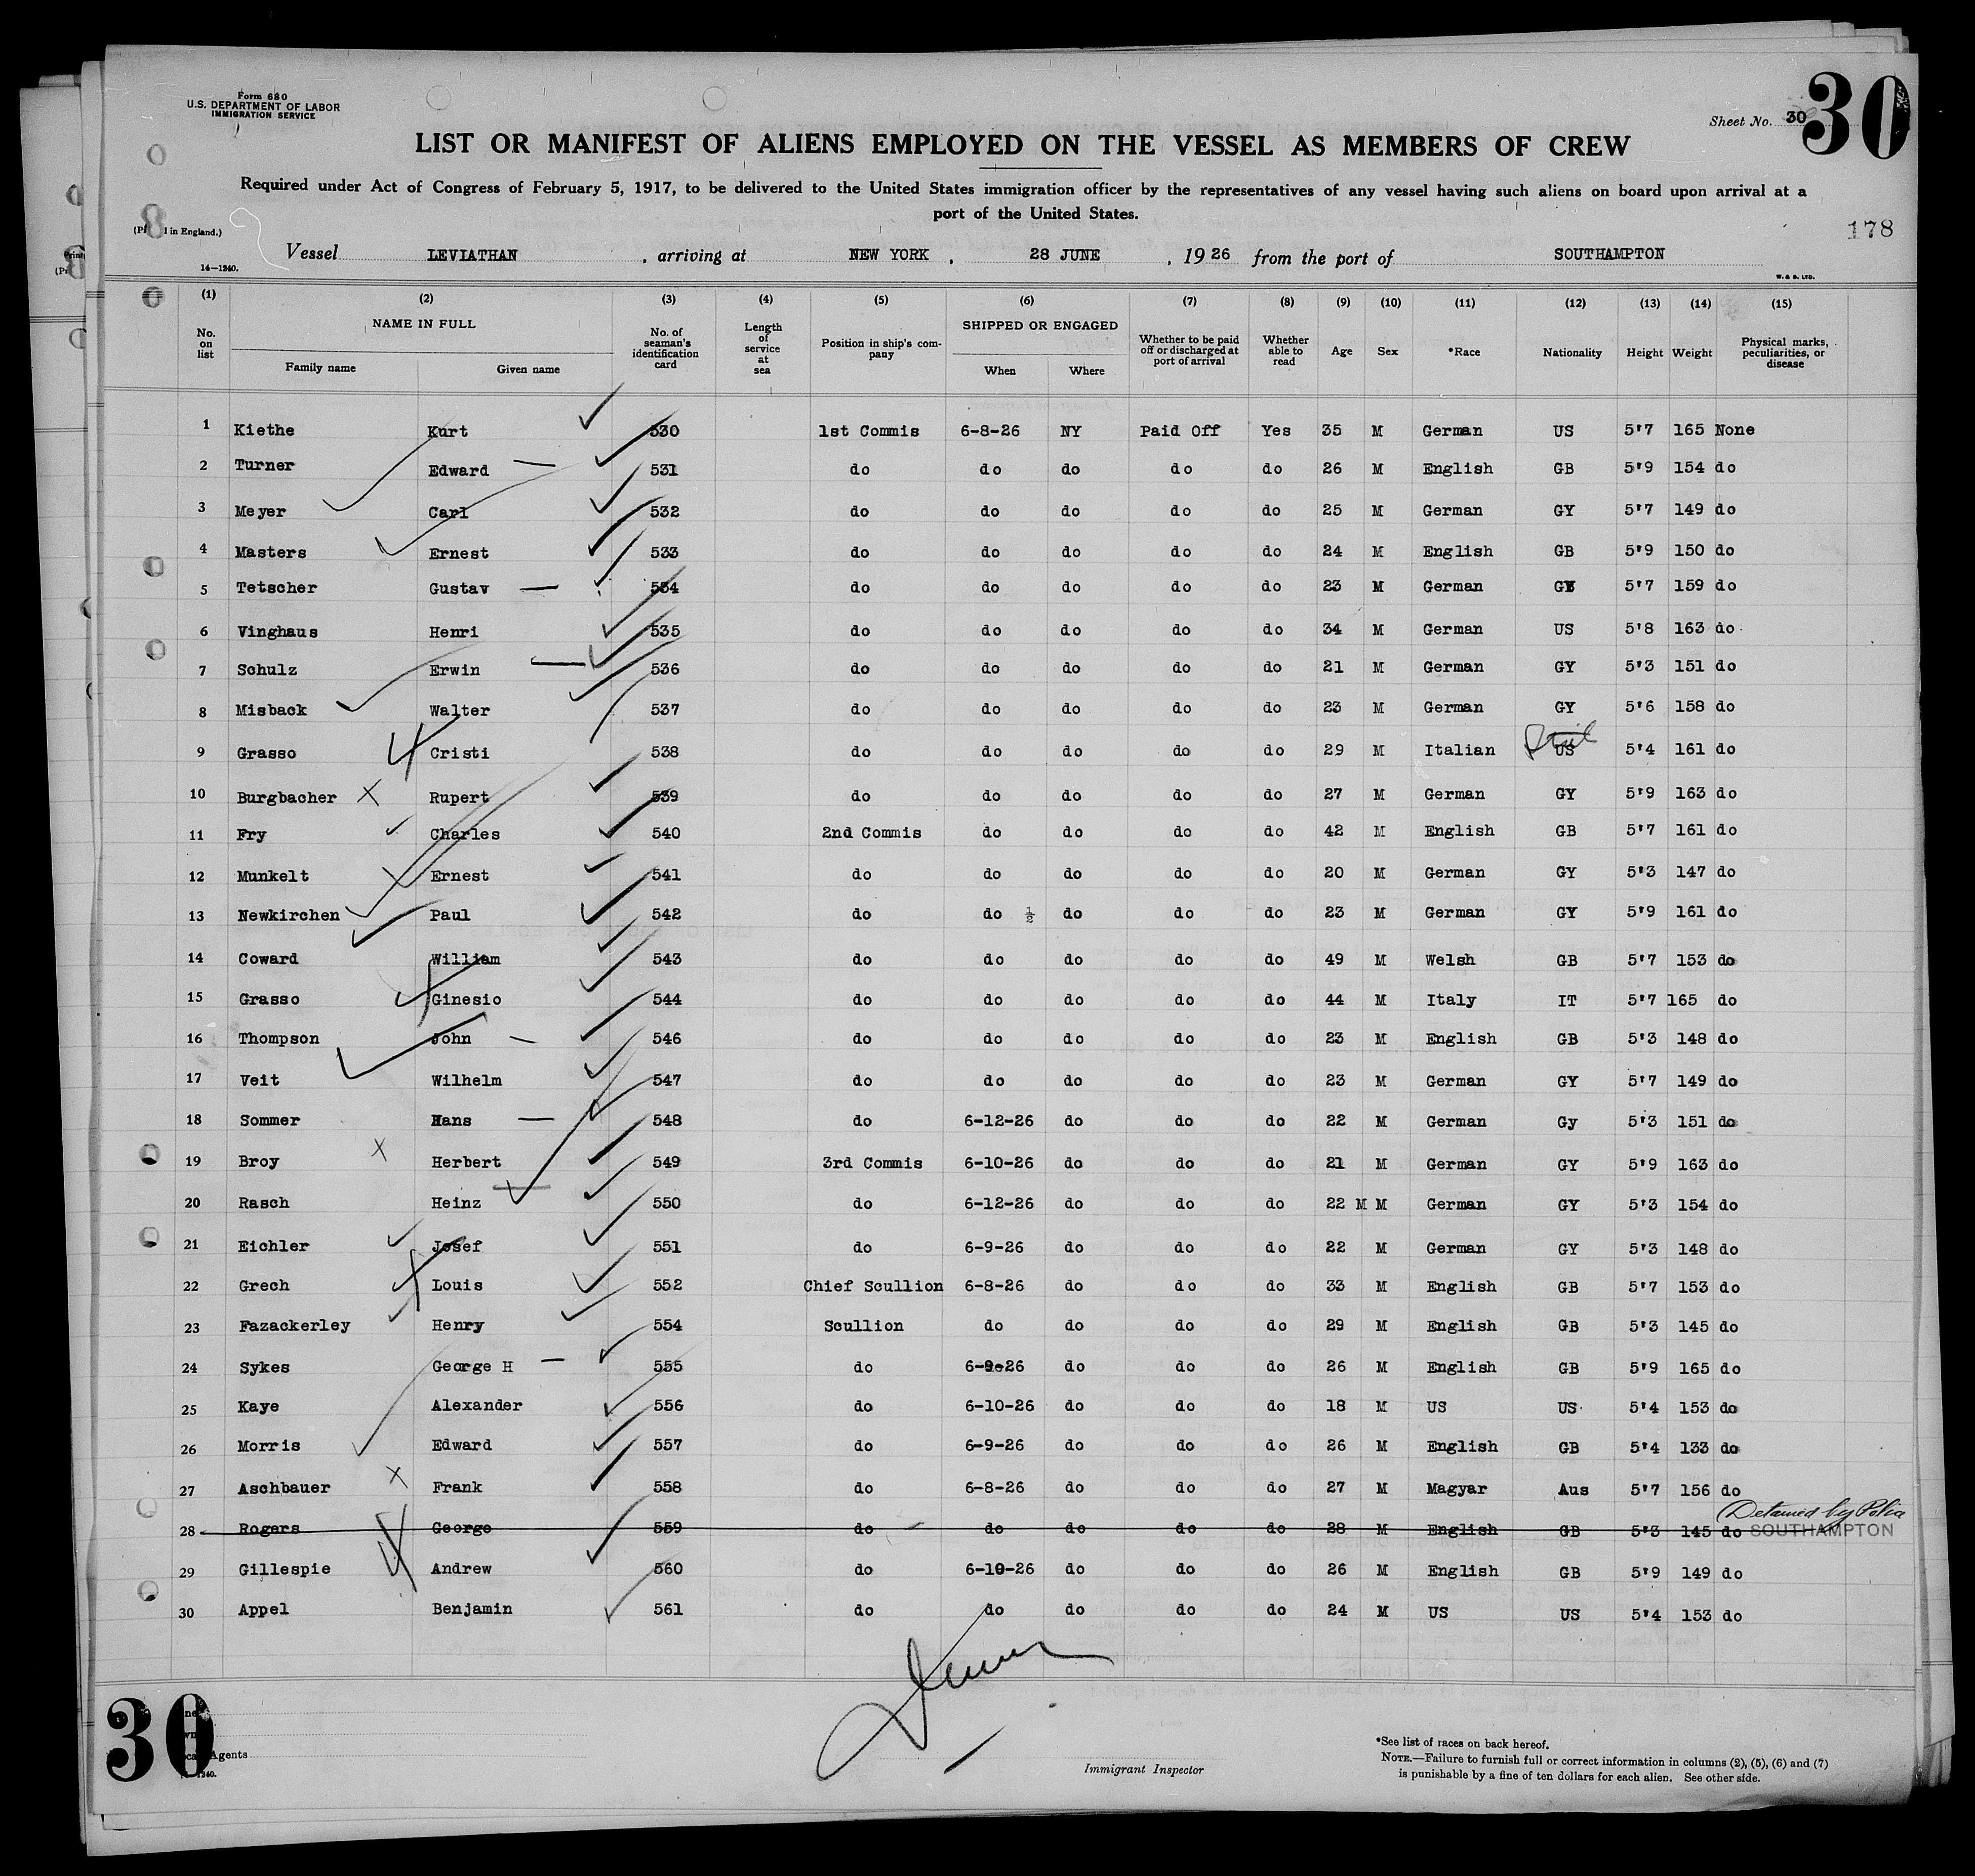 Form 680
U.S. DEPARTMENT OF LABOR
IMMIGRATION SERVICE
Sheet No. 30
30
LIST OR MANIFEST OF ALIENS EMPLOYED ON THE VESSEL AS MEMBERS OF CREW
Required under Act of Congress of February 5, 1917, to be delivered to the United States immigration officer by the representatives of any vessel having such aliens on board upon arrival at a
port of the United States.
178
in England.)
Vessel LEVIATHAN , arriving at NEW YORK , 28 JUNE , 1926 from the port of SOUTHAMPTON
14—1240.
W. & S. LTD.
(1) (2) (3) (4) (5) (6) (7) (8) (9) (10) (11) (12) (13) (14) (15)
No. on list NAME IN FULL Family name Given name No. of seaman's identification card Length of service at sea Position in ship's company SHIPPED OR ENGAGED When Where Whether to be paid off or discharged at port of arrival Whether able to read Age Sex *Race Nationality Height Weight Physical marks, peculiarities, or disease
1 Kiethe Kurt 530 1st Commis 6-8-26 NY Paid Off Yes 35 M German US 5'7 165 None
2 Turner Edward 531 do do do do do 26 M English GB 5'9 154 do
3 Meyer Carl 532 do do do do do 25 M German GY 5'7 149 do
4 Masters Ernest 533 do do do do do 24 M English GB 5'9 150 do
5 Tetscher Gustav 534 do do do do do 23 M German GY 5'7 159 do
6 Vinghaus Henri 535 do do do do do 34 M German US 5'8 163 do
7 Schulz Erwin 536 do do do do do 21 M German GY 5'3 151 do
8 Misback Walter 537 do do do do do 23 M German GY 5'6 158 do
9 Grasso Cristi 538 do do do do do 29 M Italian US 5'4 161 do
10 Burgbacher Rupert 539 do do do do do 27 M German GY 5'9 163 do
11 Fry Charles 540 2nd Commis do do do do 42 M English GB 5'7 161 do
12 Munkelt Ernest 541 do do do do do 20 M German GY 5'3 147 do
13 Newkirchen Paul 542 do do ½ do do do 23 M German GY 5'9 161 do
14 Coward William 543 do do do do do 49 M Welsh GB 5'7 153 do
15 Grasso Ginesio 544 do do do do do 44 M Italy IT 5'7 165 do
16 Thompson John 546 do do do do do 23 M English GB 5'3 148 do
17 Veit Wilhelm 547 do do do do do 23 M German GY 5'7 149 do
18 Sommer Hans 548 do 6-12-26 do do do 22 M German Gy 5'3 151 do
19 Broy Herbert 549 3rd Commis 6-10-26 do do do 21 M German GY 5'9 163 do
20 Rasch Heinz 550 do 6-12-26 do do do 22 M M German GY 5'3 154 do
21 Eichler Josef 551 do 6-9-26 do do do 22 M German GY 5'3 148 do
22 Grech Louis 552 Chief Scullion 6-8-26 do do do 33 M English GB 5'7 153 do
23 Fazackerley Henry 554 Scullion do do do do 29 M English GB 5'3 145 do
24 Sykes George H 555 do 6-9-26 do do do 26 M English GB 5'9 165 do
25 Kaye Alexander 556 do 6-10-26 do do do 18 M US US 5'4 153 do
26 Morris Edward 557 do 6-9-26 do do do 26 M English GB 5'4 133 do
27 Aschbauer Frank 558 do 6-8-26 do do do 27 M Magyar Aus 5'7 156 do
Detained by Police
28 Rogers George 559 do do do do do 28 M English GB 5'3 145 do SOUTHAMPTON
29 Gillespie Andrew 560 do 6-10-26 do do do 26 M English GB 5'9 149 do
30 Appel Benjamin 561 do do do do do 24 M US US 5'4 153 do
30
Agents
Immigrant Inspector
*See list of races on back hereof.
NOTE.—Failure to furnish full or correct information in columns (2), (5), (6) and (7)
is punishable by a fine of ten dollars for each alien. See other side.